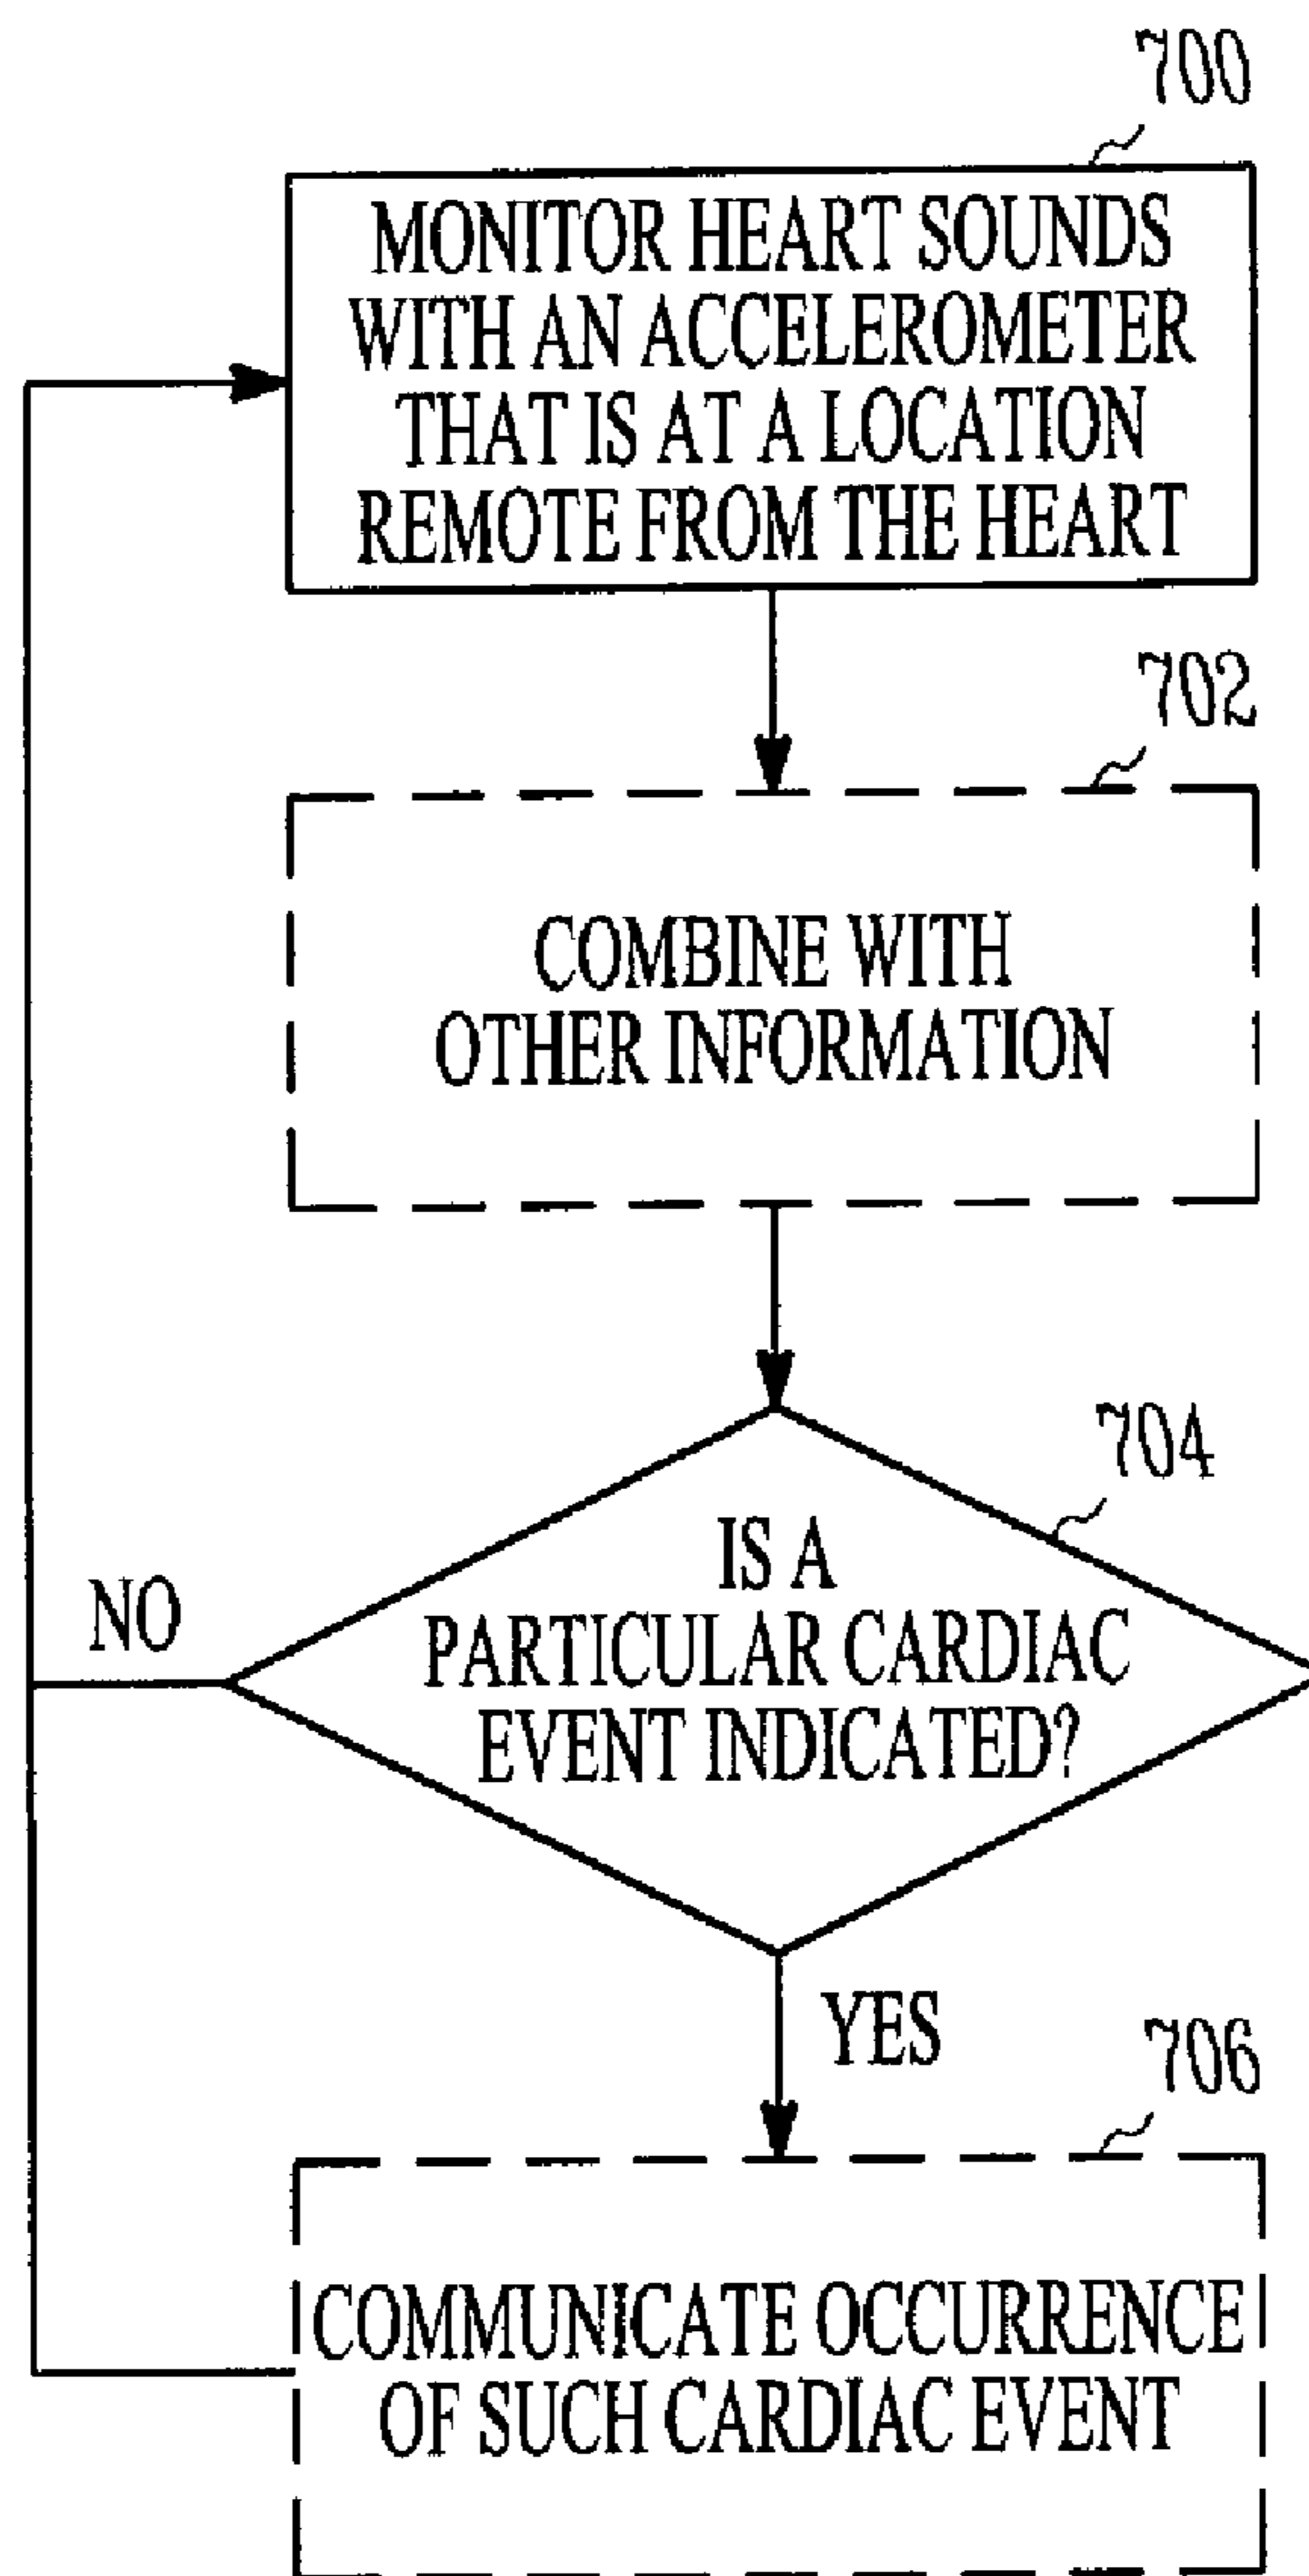 700
MONITOR HEART SOUNDS
WITH AN ACCELEROMETER
THAT IS AT A LOCATION
REMOTE FROM THE HEART
702
COMBINE WITH
OTHER INFORMATION
704
IS A
PARTICULAR CARDIAC
EVENT INDICATED?
NO
YES
706
COMMUNICATE OCCURRENCE
OF SUCH CARDIAC EVENT